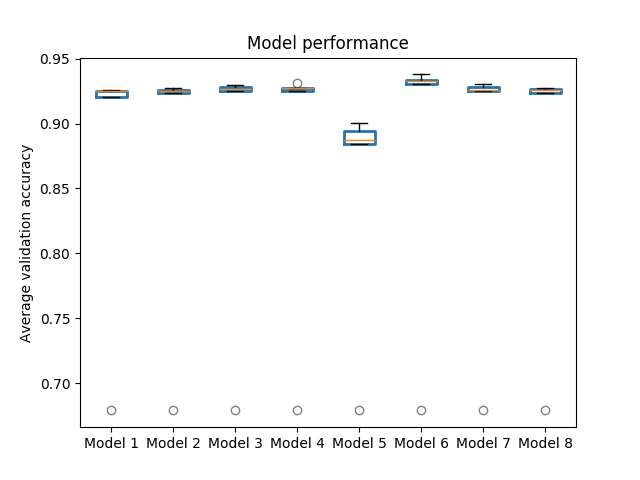 Model performance
Average validation accuracy
0.95
0.90
0.85
0.80
0.75
0.70
Model 1 Model 2 Model 3 Model 4 Model 5 Model 6 Model 7 Model 8